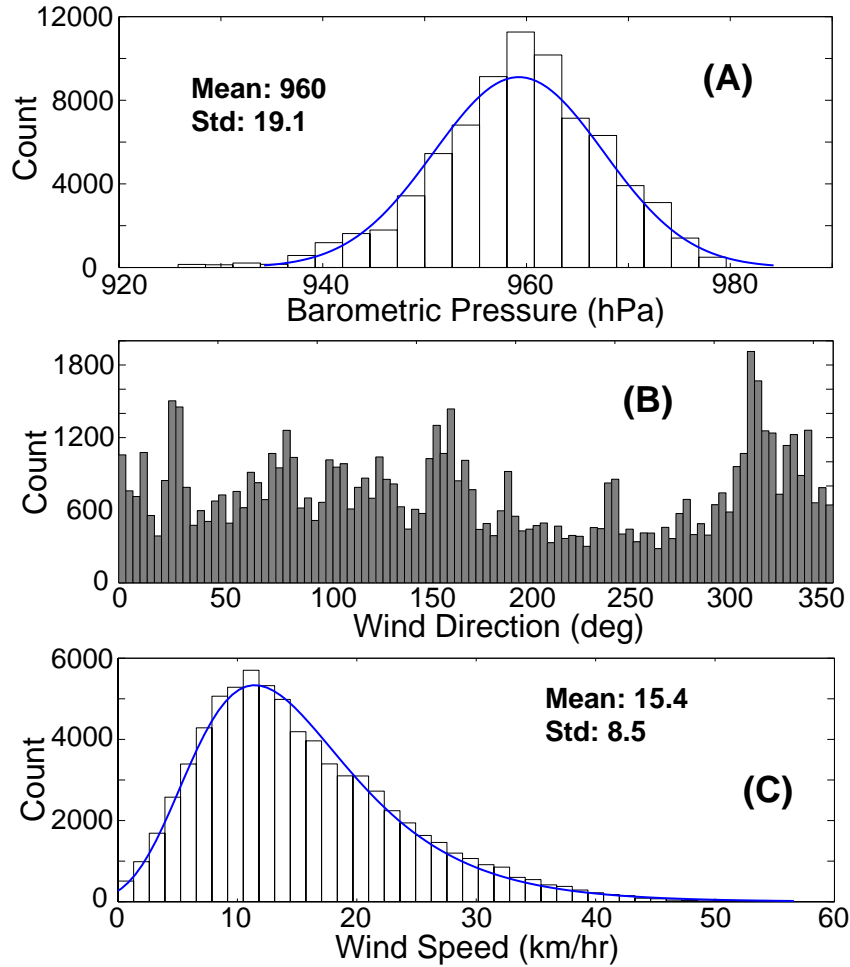 12000
8000
4000
0
Count
Mean: 960
Std: 19.1
(A)
920 940 960 980
Barometric Pressure (hPa)
1800
1200
600
0
Count
(B)
0 50 100 150 200 250 300 350
Wind Direction (deg)
6000
4000
2000
0
Count
Mean: 15.4
Std: 8.5
(C)
0 10 20 30 40 50 60
Wind Speed (km/hr)